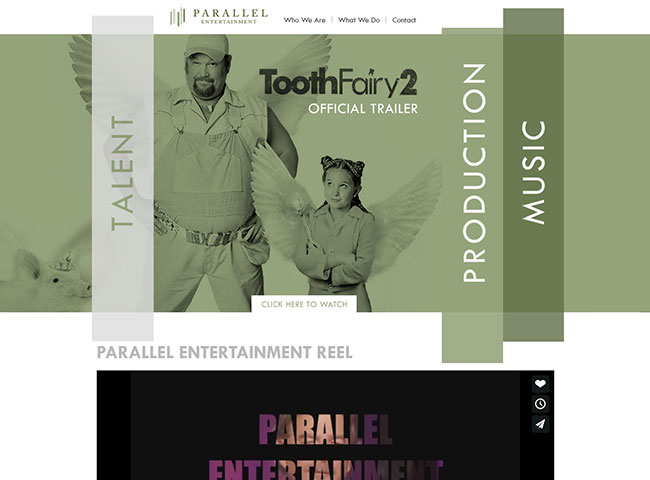 PARALLEL
ENTERTAINMENT
Who We Are | What We Do | Contact
ToothFairy2
OFFICIAL TRAILER
TALENT
PRODUCTION
MUSIC
CLICK HERE TO WATCH
PARALLEL ENTERTAINMENT REEL
PARALLEL
ENTERTAINMENT